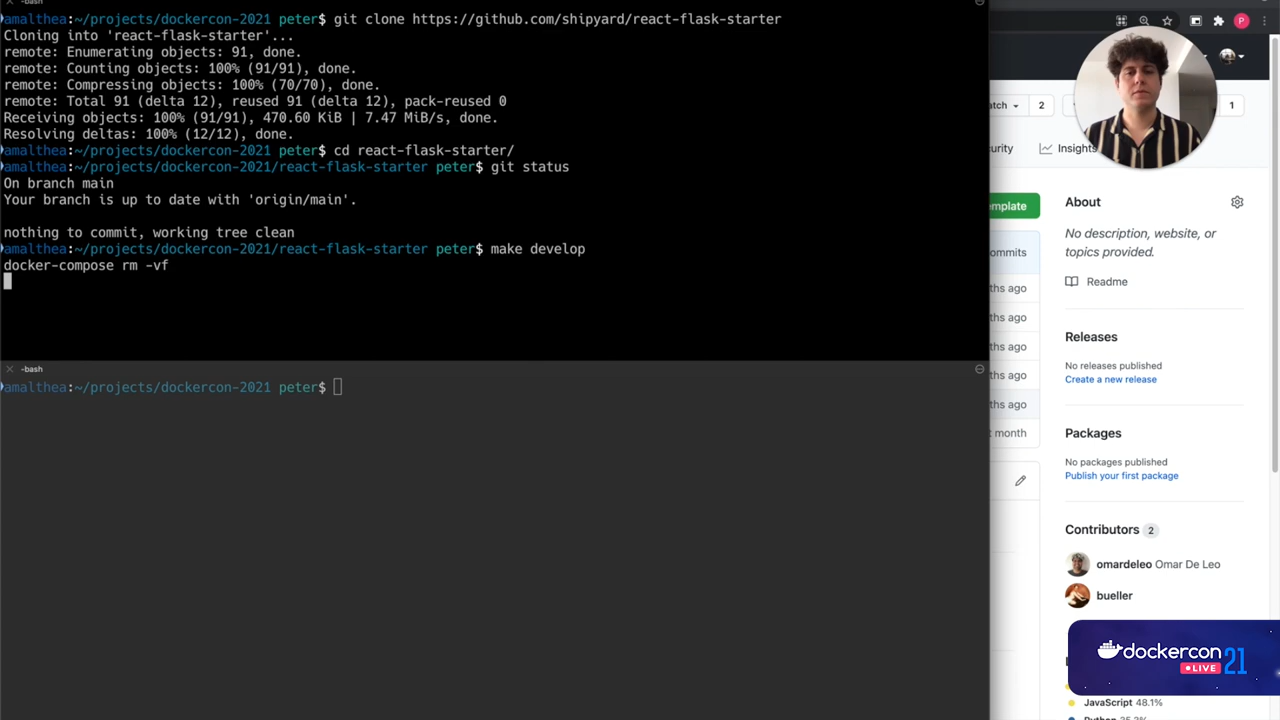 -bash
amalthea:~/projects/dockercon-2021 peter$ git clone https://github.com/shipyard/react-flask-starter
Cloning into 'react-flask-starter'...
remote: Enumerating objects: 91, done.
remote: Counting objects: 100% (91/91), done.
remote: Compressing objects: 100% (70/70), done.
remote: Total 91 (delta 12), reused 91 (delta 12), pack-reused 0
Receiving objects: 100% (91/91), 470.60 KiB | 7.47 MiB/s, done.
Resolving deltas: 100% (12/12), done.
amalthea:~/projects/dockercon-2021 peter$ cd react-flask-starter/
amalthea:~/projects/dockercon-2021/react-flask-starter peter$ git status
On branch main
Your branch is up to date with 'origin/main'.
nothing to commit, working tree clean
amalthea:~/projects/dockercon-2021/react-flask-starter peter$ make develop
docker-compose rm -vf
-bash
amalthea:~/projects/dockercon-2021 peter$
P
atch 2
1
curity Insights
mplate
ommits
ths ago
ths ago
ths ago
ths ago
ths ago
t month
About
No description, website, or
topics provided.
Readme
Releases
No releases published
Create a new release
Packages
No packages published
Publish your first package
Contributors 2
omardeleo Omar De Leo
bueller
dockercon
LIVE 21
JavaScript 48.1%